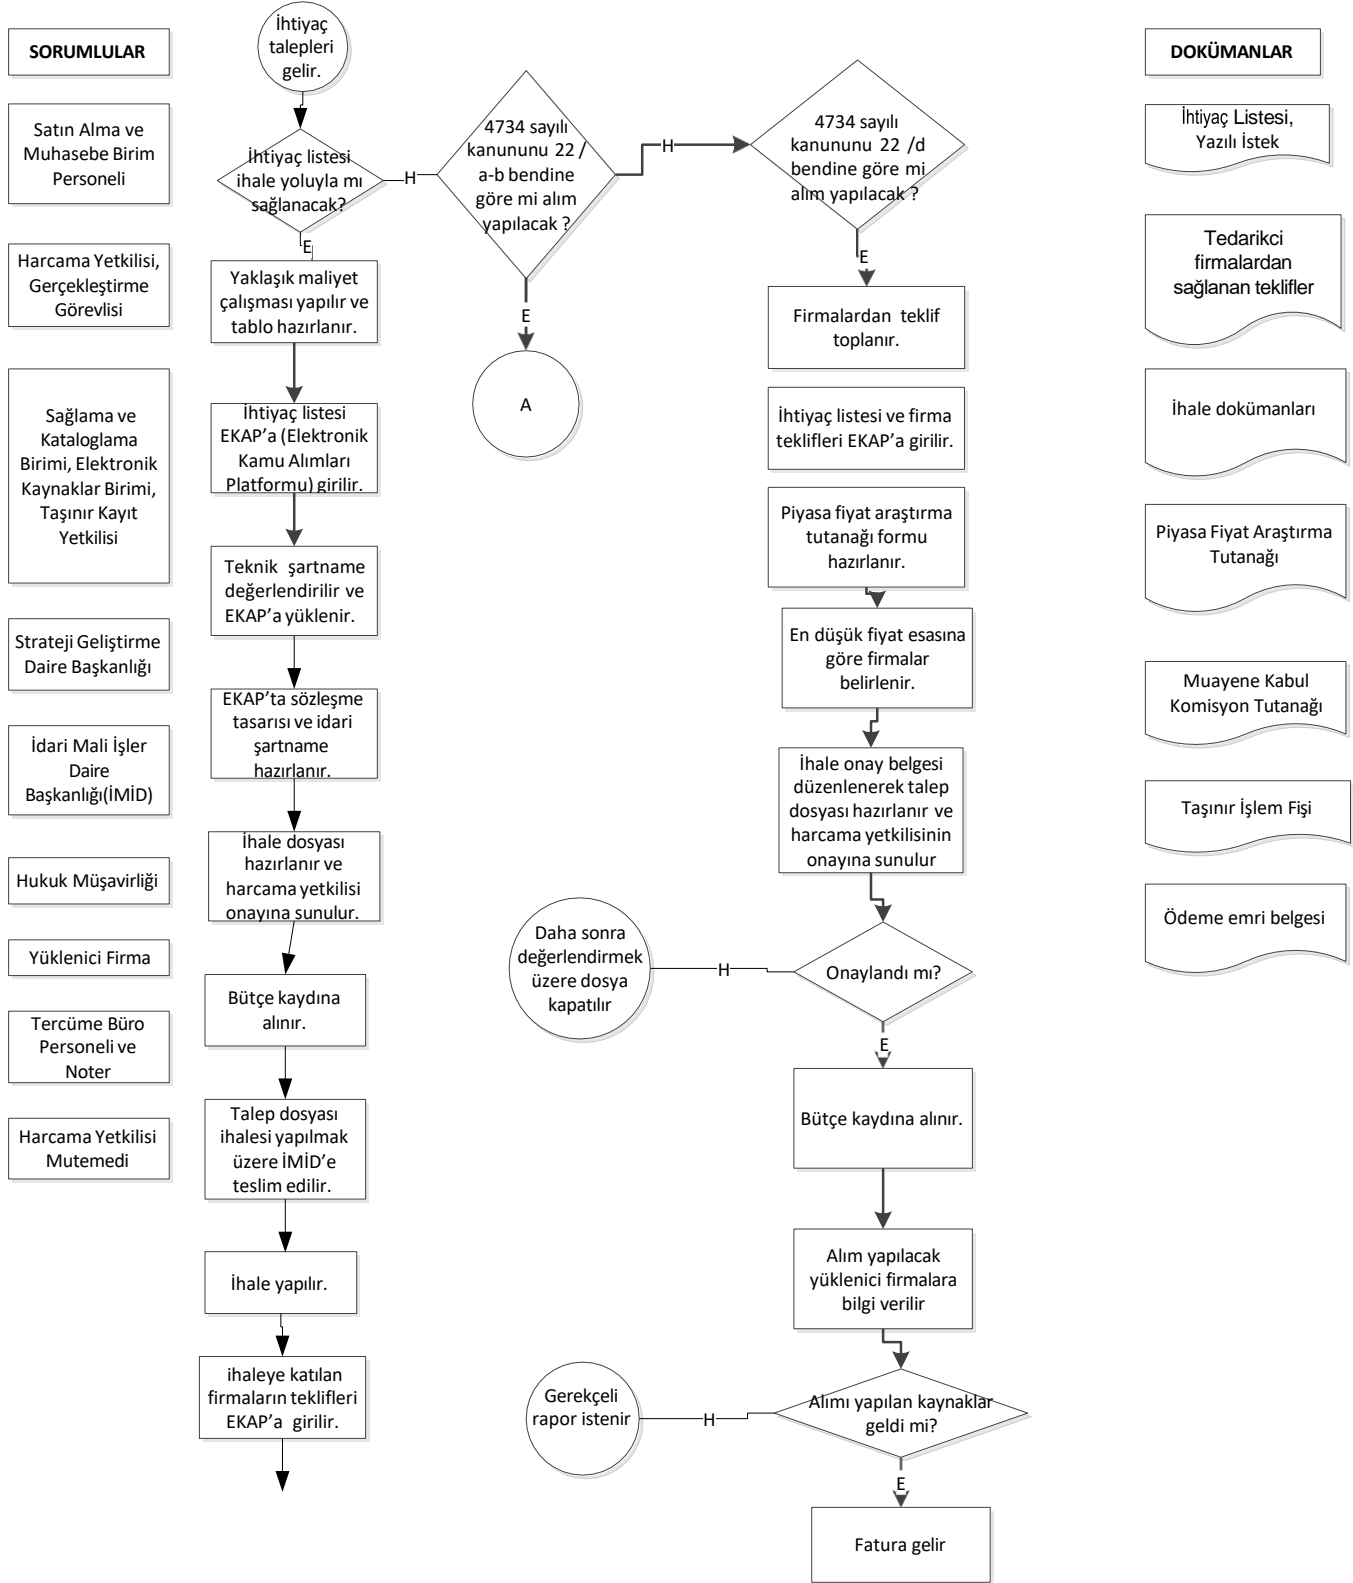 SORUMLULAR
Satın Alma ve
Muhasebe Birim
Personeli
Harcama Yetkilisi,
Gerçekleştirme
Görevlisi
Sağlama ve
Kataloglama
Birimi, Elektronik
Kaynaklar Birimi,
Taşınır Kayıt
Yetkilisi
Strateji Geliştirme
Daire Başkanlığı
İdari Mali İşler
Daire
Başkanlığı(İMİD)
Hukuk Müşavirliği
Yüklenici Firma
Tercüme Büro
Personeli ve
Noter
Harcama Yetkilisi
Mutemedi
İhtiyaç
talepleri
gelir.
İhtiyaç listesi
ihale yoluyla mı
sağlanacak?
H
E
Yaklaşık maliyet
çalışması yapılır ve
tablo hazırlanır.
İhtiyaç listesi
EKAP’a (Elektronik
Kamu Alımları
Platformu) girilir.
Teknik şartname
değerlendirilir ve
EKAP’a yüklenir.
EKAP’ta sözleşme
tasarısı ve idari
şartname
hazırlanır.
İhale dosyası
hazırlanır ve
harcama yetkilisi
onayına sunulur.
Bütçe kaydına
alınır.
Talep dosyası
ihalesi yapılmak
üzere İMİD’e
teslim edilir.
İhale yapılır.
ihaleye katılan
firmaların teklifleri
EKAP’a girilir.
4734 sayılı
kanununu 22 /
a-b bendine
göre mi alım
yapılacak ?
H
E
A
4734 sayılı
kanununu 22 /d
bendine göre mi
alım yapılacak ?
E
Firmalardan teklif
toplanır.
İhtiyaç listesi ve firma
teklifleri EKAP’a girilir.
Piyasa fiyat araştırma
tutanağı formu
hazırlanır.
En düşük fiyat esasına
göre firmalar
belirlenir.
İhale onay belgesi
düzenlenerek talep
dosyası hazırlanır ve
harcama yetkilisinin
onayına sunulur
Onaylandı mı?
H
Daha sonra
değerlendirmek
üzere dosya
kapatılır
E
Bütçe kaydına alınır.
Alım yapılacak
yüklenici firmalara
bilgi verilir
Alımı yapılan kaynaklar
geldi mi?
H
Gerekçeli
rapor istenir
E
Fatura gelir
DOKÜMANLAR
İhtiyaç Listesi,
Yazılı İstek
Tedarikci
firmalardan
sağlanan teklifler
İhale dokümanları
Piyasa Fiyat Araştırma
Tutanağı
Muayene Kabul
Komisyon Tutanağı
Taşınır İşlem Fişi
Ödeme emri belgesi